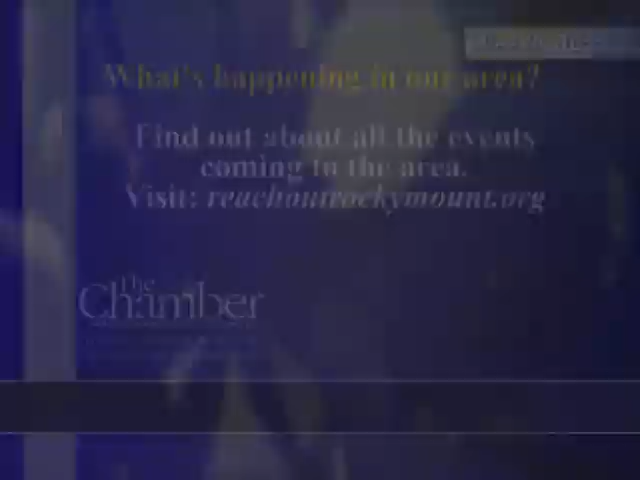 What's happening in our area?
Find out about all the events
coming to the area.
Visit: reachoutrockymount.org
The
Chamber